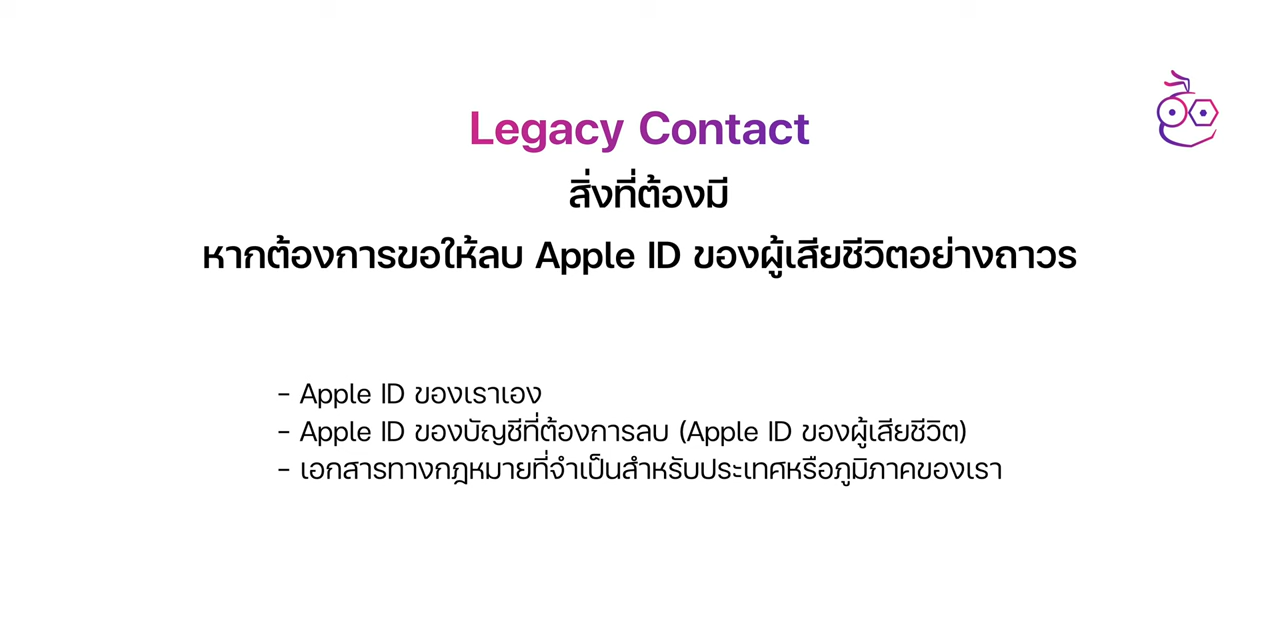 Legacy Contact
สิ่งที่ต้องมี
หากต้องการขอให้ลบ Apple ID ของผู้เสียชีวิตอย่างถาวร
- Apple ID ของเราเอง
- Apple ID ของบัญชีที่ต้องการลบ (Apple ID ของผู้เสียชีวิต)
- เอกสารทางกฎหมายที่จำเป็นสำหรับประเทศหรือภูมิภาคของเรา